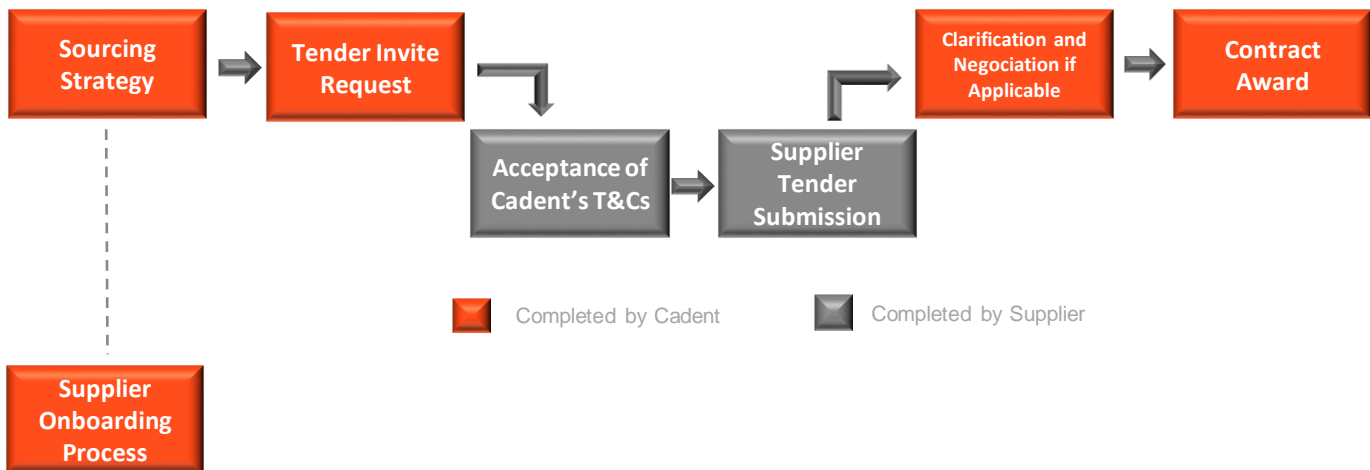 Sourcing
Strategy
Tender Invite
Request
Acceptance of
Cadent’s T&Cs
Supplier
Tender
Submission
Clarification and
Negociation if
Applicable
Contract
Award
Completed by Cadent
Completed by Supplier
Supplier
Onboarding
Process